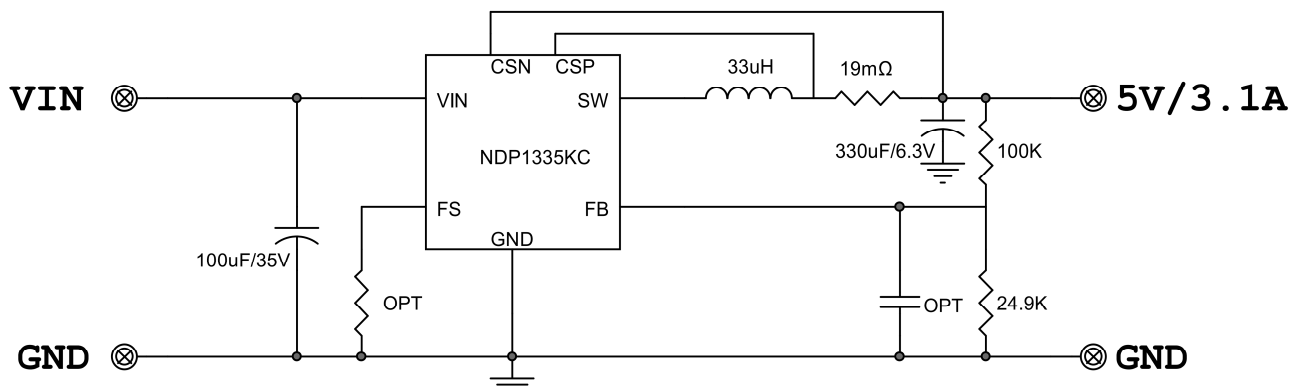 CSN CSP
33uH
19mΩ
VIN
VIN
SW
5V/3.1A
NDP1335KC
330uF/6.3V
100K
FS
FB
GND
100uF/35V
OPT
OPT
24.9K
GND
GND